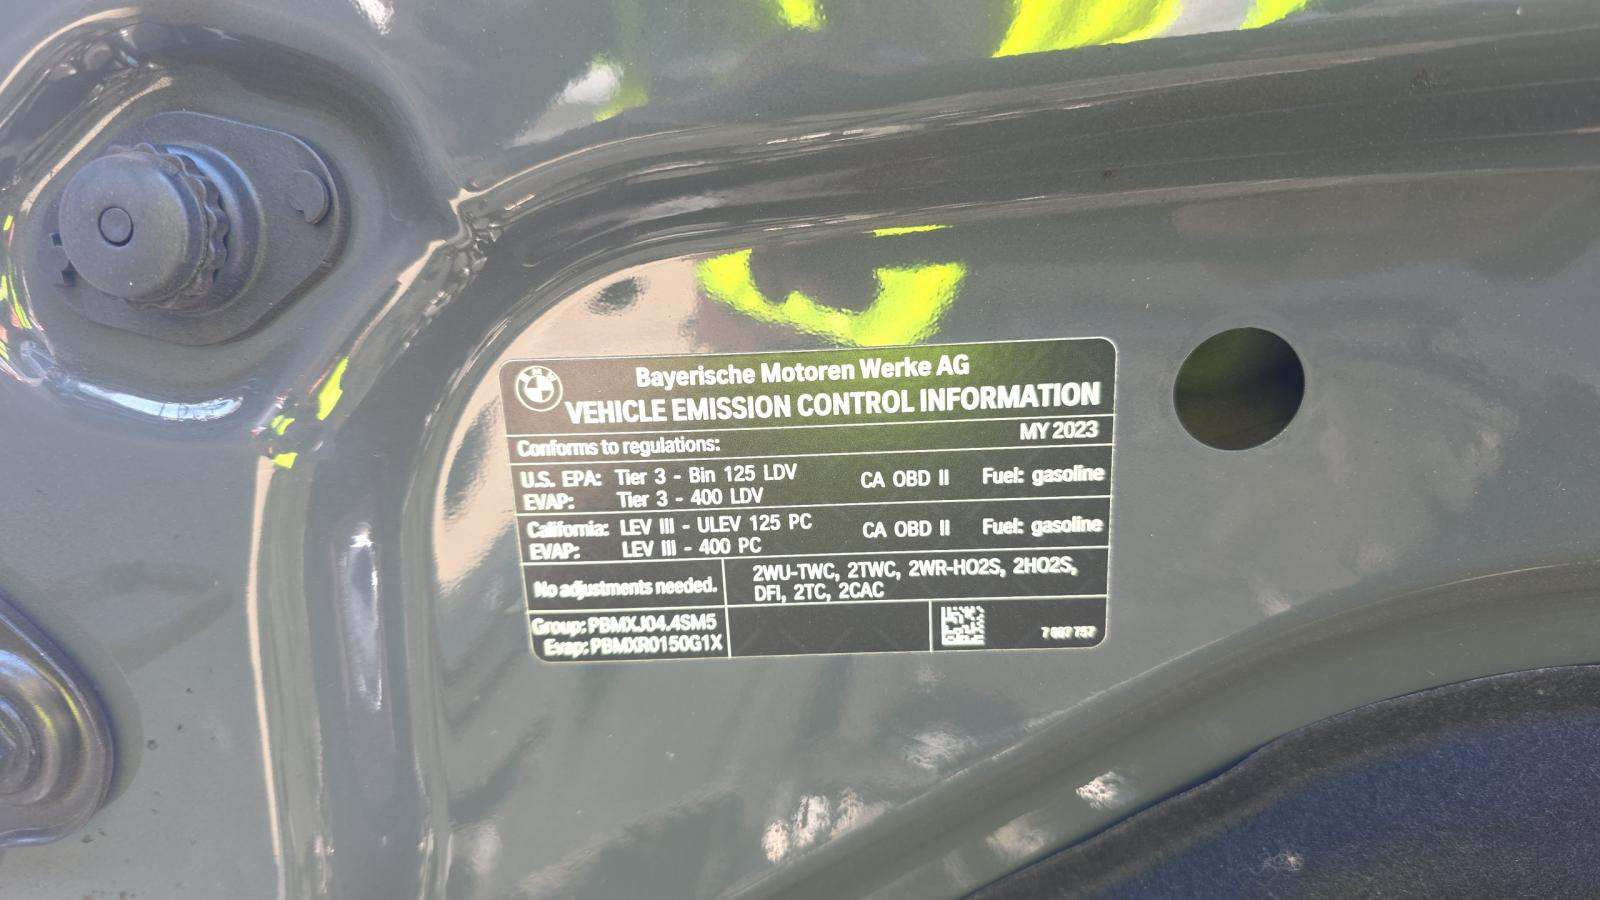 BMW
Bayerische Motoren Werke AG
VEHICLE EMISSION CONTROL INFORMATION
Conforms to regulations: MY 2023
U.S. EPA: Tier 3 - Bin 125 LDV CA OBD II Fuel: gasoline
EVAP: Tier 3 - 400 LDV
California: LEV III - ULEV 125 PC CA OBD II Fuel: gasoline
EVAP: LEV III - 400 PC
No adjustments needed. 2WU-TWC, 2TWC, 2WR-HO2S, 2HO2S,
DFI, 2TC, 2CAC
Group: PBMXJ04.4SM5
Evap: PBMXR0150G1X